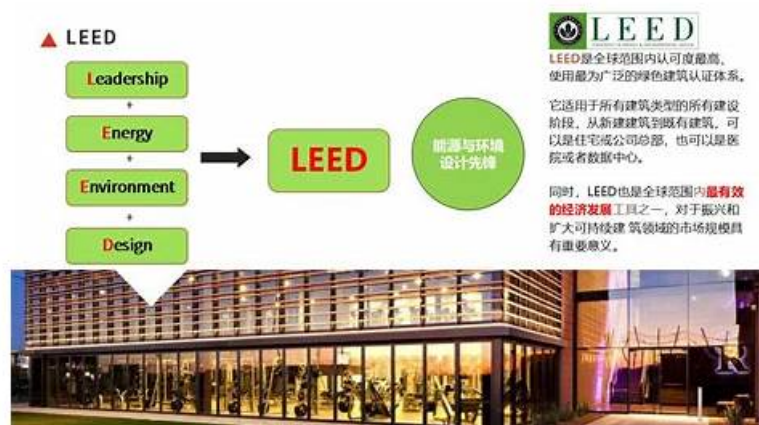 LEED
Leadership
+
Energy
+
Environment
+
Design
LEED
能源与环境
设计先锋
LEED
LEED是全球范围内认可度最高、
使用最为广泛的绿色建筑认证体系。
它适用于所有建筑类型的所有建设
阶段，从新建建筑到既有建筑，可
以是住宅或公司总部，也可以是医
院或者数据中心。
同时，LEED也是全球范围内最有效
的经济发展工具之一，对于振兴和
扩大可持续建 筑领域的市场规模具
有重要意义。